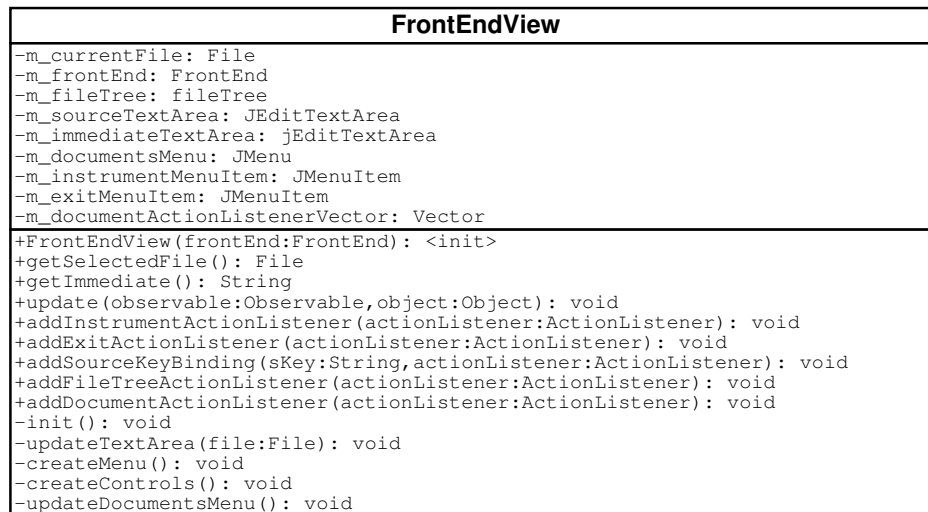 FrontEndView
-m_currentFile: File
-m_frontEnd: FrontEnd
-m_fileTree: fileTree
-m_sourceTextArea: JEditTextArea
-m_immediateTextArea: jEditTextArea
-m_documentsMenu: JMenu
-m_instrumentMenuItem: JMenuItem
-m_exitMenuItem: JMenuItem
-m_documentActionListenerVector: Vector
+FrontEndView(frontEnd:FrontEnd): <init>
+getSelectedFile(): File
+getImmediate(): String
+update(observable:Observable,object:Object): void
+addInstrumentActionListener(actionListener:ActionListener): void
+addExitActionListener(actionListener:ActionListener): void
+addSourceKeyBinding(sKey:String,actionListener:ActionListener): void
+addFileTreeActionListener(actionListener:ActionListener): void
+addDocumentActionListener(actionListener:ActionListener): void
-init(): void
-updateTextArea(file:File): void
-createMenu(): void
-createControls(): void
-updateDocumentsMenu(): void